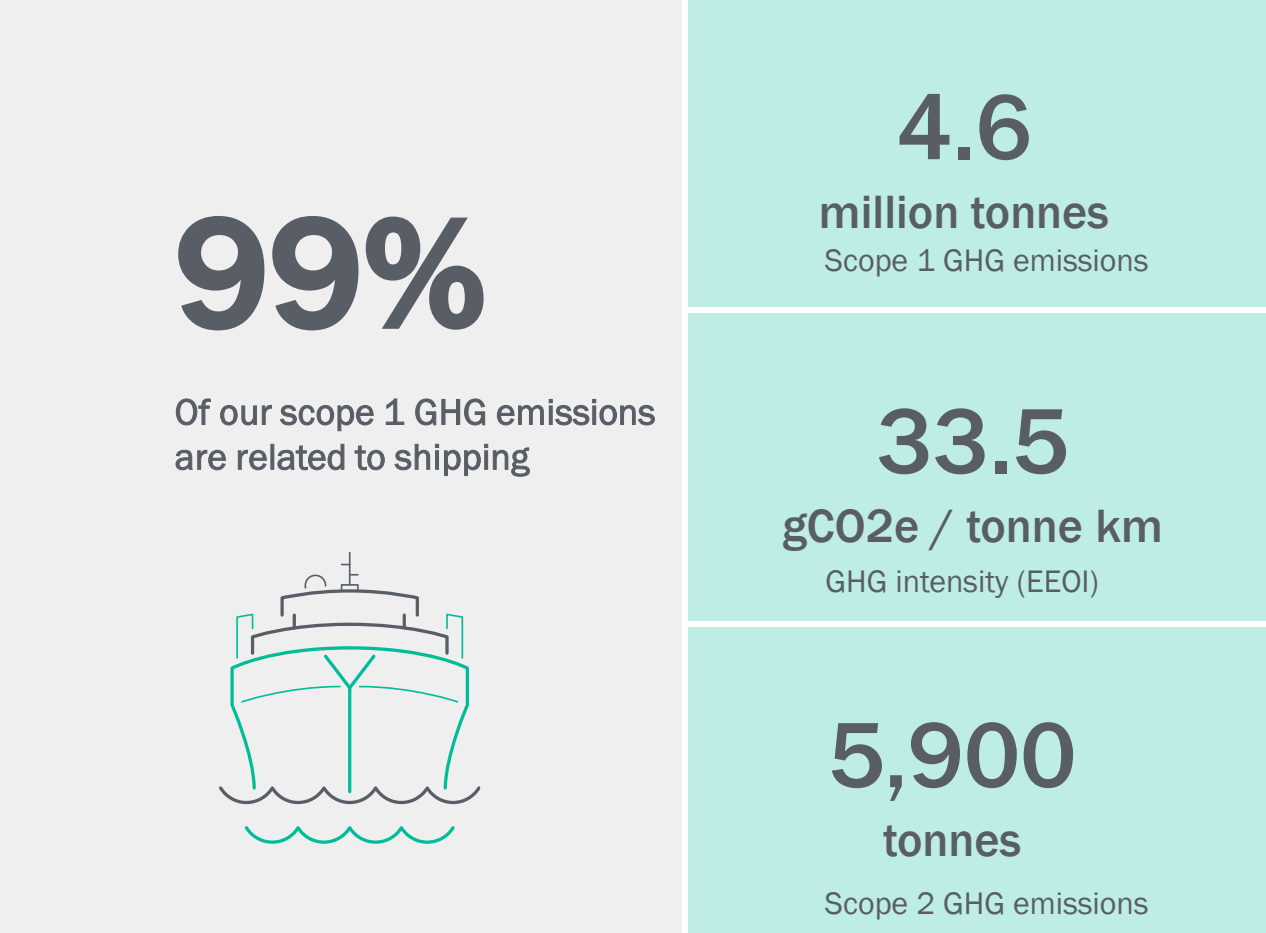 99%
Of our scope 1 GHG emissions
are related to shipping
4.6
million tonnes
Scope 1 GHG emissions
33.5
gCO2e / tonne km
GHG intensity (EEOI)
5,900
tonnes
Scope 2 GHG emissions